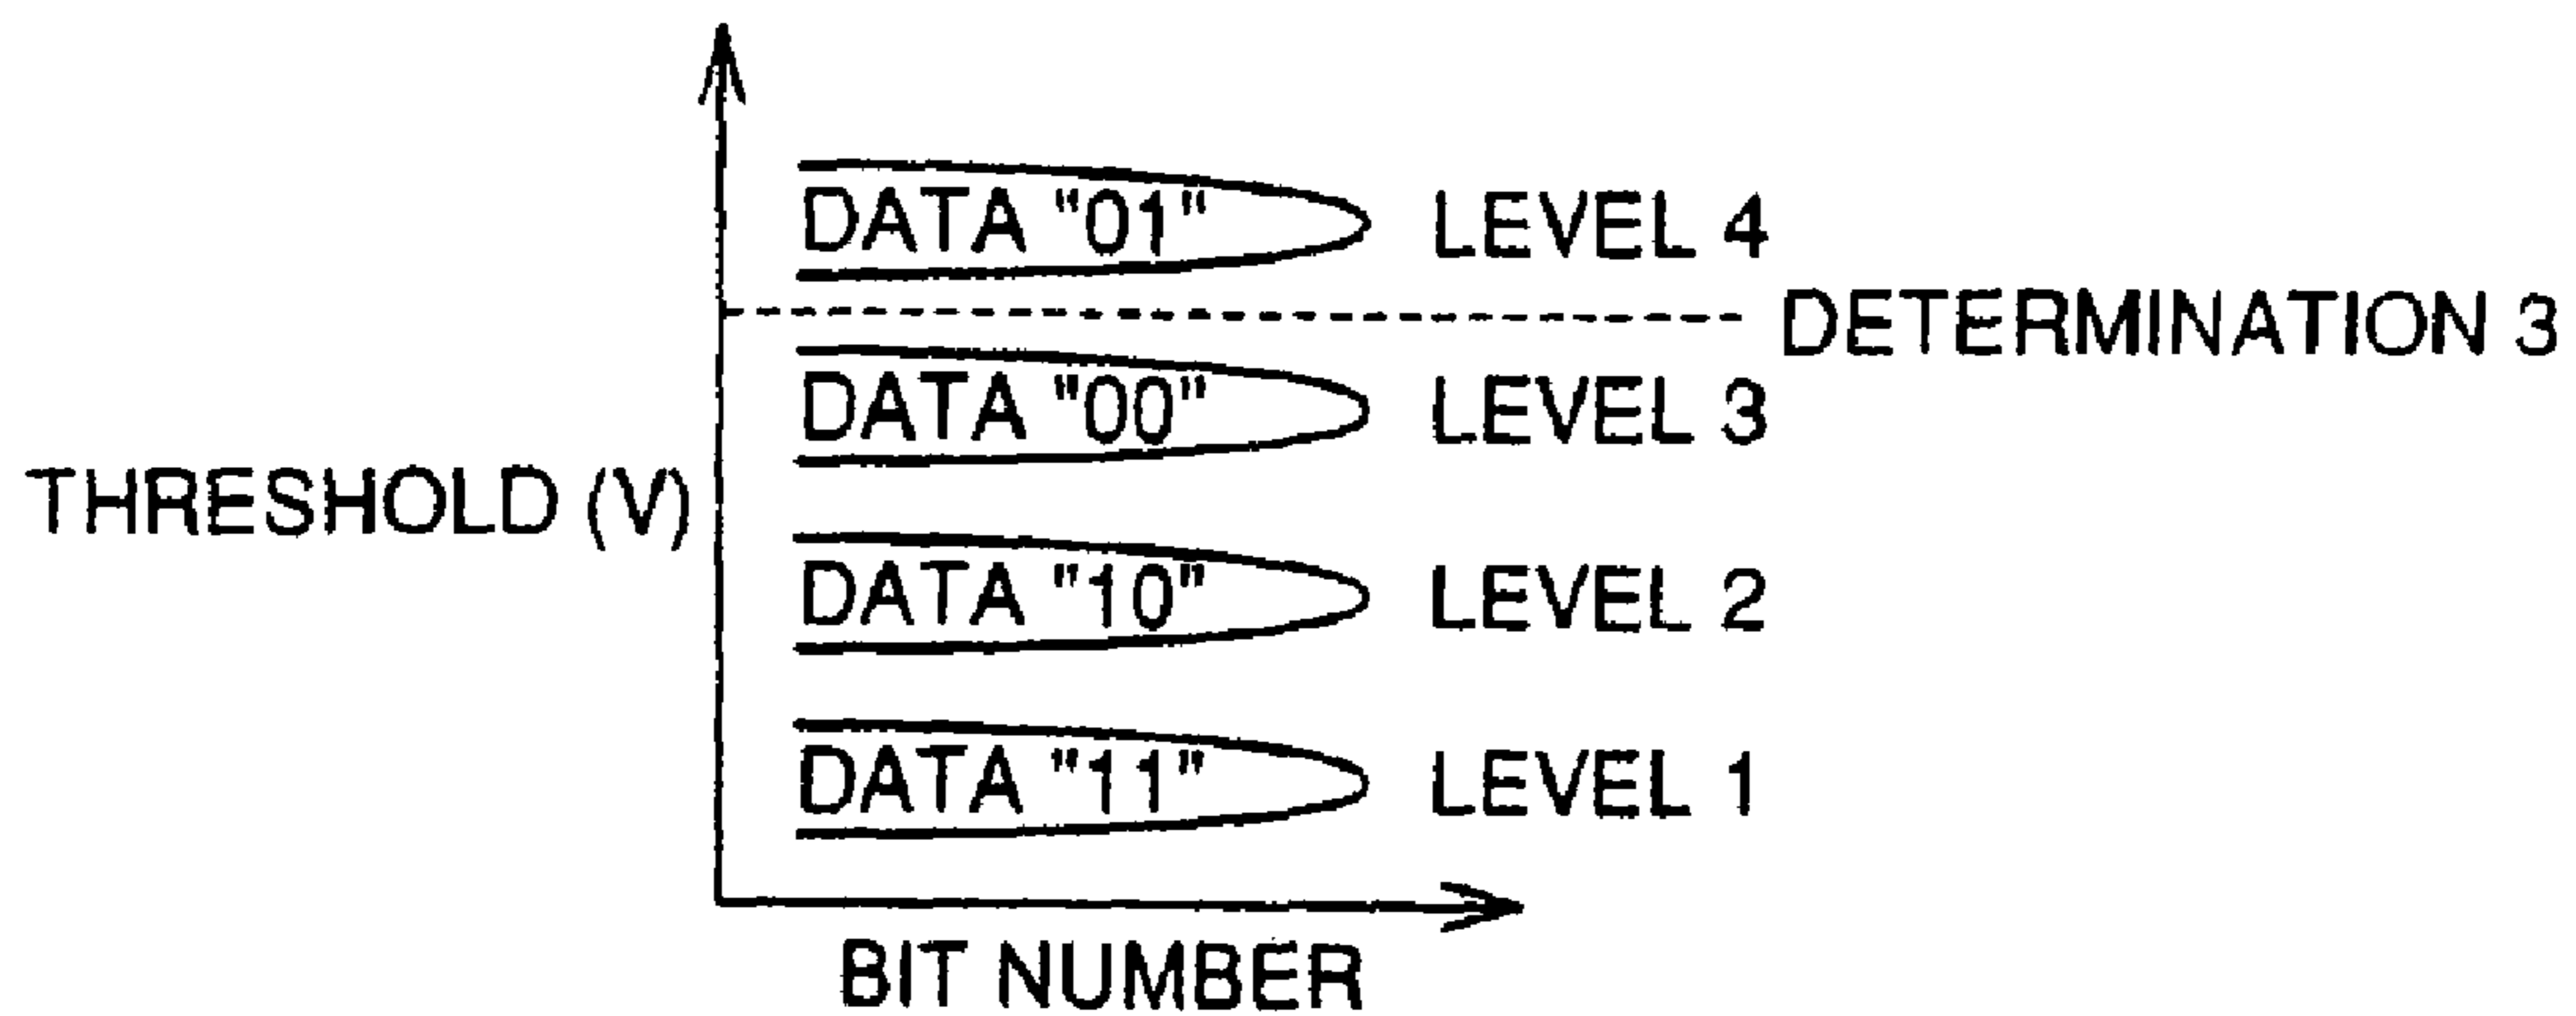 DATA "01" LEVEL 4
DETERMINATION 3
DATA "00" LEVEL 3
THRESHOLD (V)
DATA "10" LEVEL 2
DATA "11" LEVEL 1
BIT NUMBER